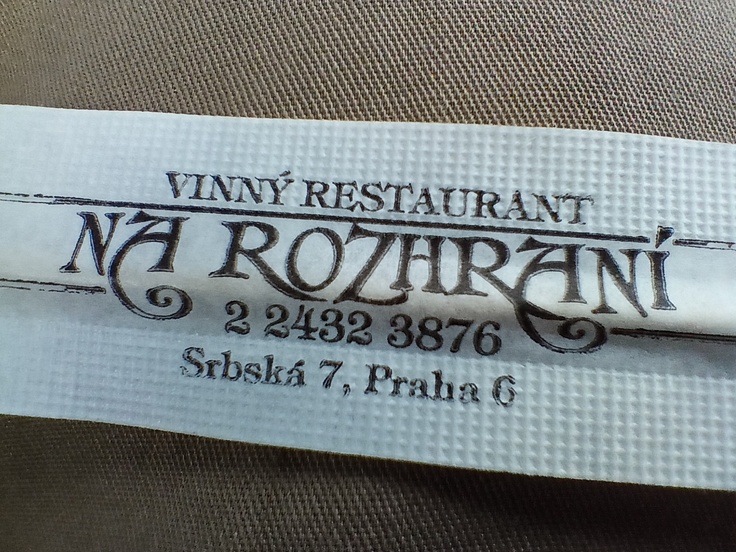 VINNÝ RESTAURANT
NA ROZHRANÍ
2 2432 3876
Srbská 7, Praha 6